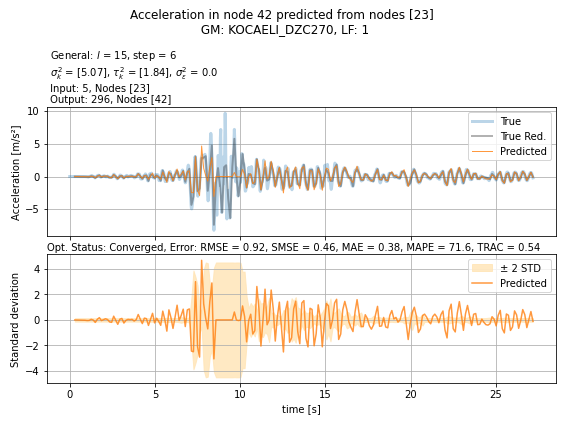 Acceleration in node 42 predicted from nodes [23]
GM: KOCAELI_DZC270, LF: 1
General: l = 15, step = 6
σ²ₖ = [5.07], τ²ₖ = [1.84], σ²ε = 0.0
Input: 5, Nodes [23]
Output: 296, Nodes [42]
Acceleration [m/s²]
10
5
0
−5
True
True Red.
Predicted
Opt. Status: Converged, Error: RMSE = 0.92, SMSE = 0.46, MAE = 0.38, MAPE = 71.6, TRAC = 0.54
Standard deviation
4
2
0
−2
−4
± 2 STD
Predicted
0 5 10 15 20 25
time [s]